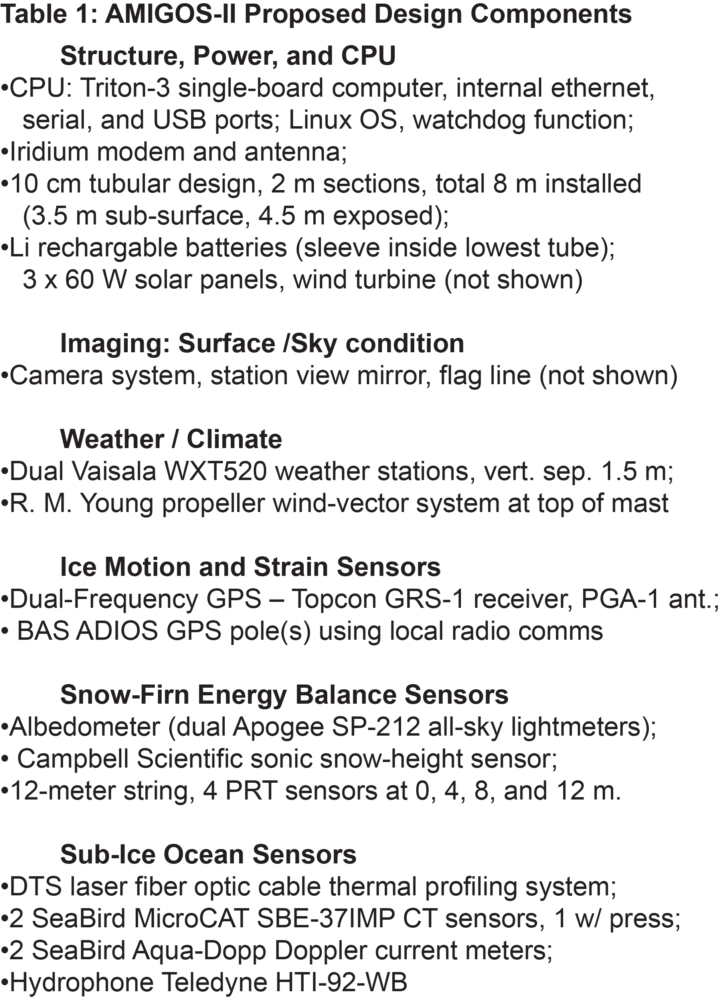 Table 1: AMIGOS-II Proposed Design Components
Structure, Power, and CPU
•CPU: Triton-3 single-board computer, internal ethernet,
serial, and USB ports; Linux OS, watchdog function;
•Iridium modem and antenna;
•10 cm tubular design, 2 m sections, total 8 m installed
(3.5 m sub-surface, 4.5 m exposed);
•Li rechargable batteries (sleeve inside lowest tube);
3 x 60 W solar panels, wind turbine (not shown)
Imaging: Surface /Sky condition
•Camera system, station view mirror, flag line (not shown)
Weather / Climate
•Dual Vaisala WXT520 weather stations, vert. sep. 1.5 m;
•R. M. Young propeller wind-vector system at top of mast
Ice Motion and Strain Sensors
•Dual-Frequency GPS – Topcon GRS-1 receiver, PGA-1 ant.;
• BAS ADIOS GPS pole(s) using local radio comms
Snow-Firn Energy Balance Sensors
•Albedometer (dual Apogee SP-212 all-sky lightmeters);
• Campbell Scientific sonic snow-height sensor;
•12-meter string, 4 PRT sensors at 0, 4, 8, and 12 m.
Sub-Ice Ocean Sensors
•DTS laser fiber optic cable thermal profiling system;
•2 SeaBird MicroCAT SBE-37IMP CT sensors, 1 w/ press;
•2 SeaBird Aqua-Dopp Doppler current meters;
•Hydrophone Teledyne HTI-92-WB